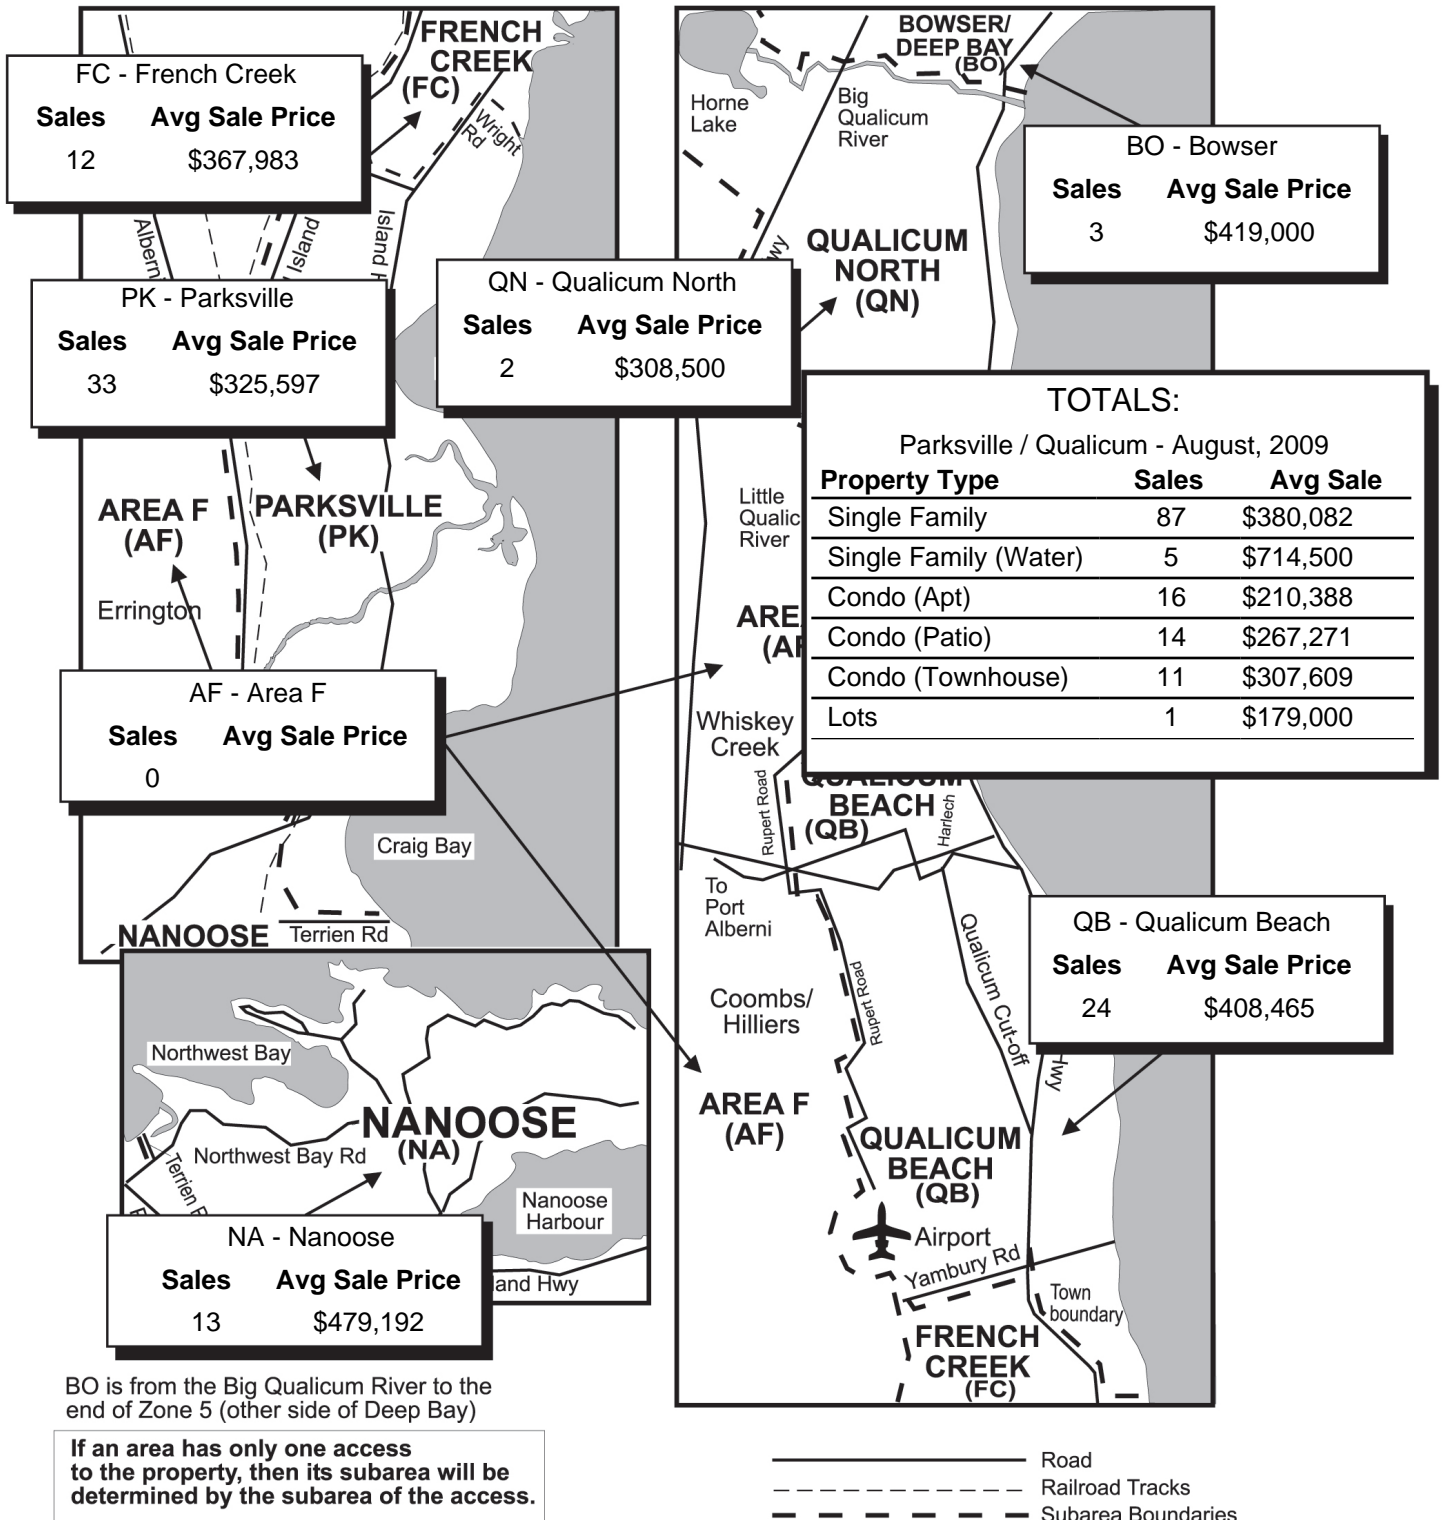 FRENCH
CREEK
(FC)
FC - French Creek
Sales Avg Sale Price
12 $367,983
Wright
Rd
Island
PK - Parksville
Sales Avg Sale Price
33 $325,597
AREA F
(AF)
PARKSVILLE
(PK)
Errington
AF - Area F
Sales Avg Sale Price
0
Craig Bay
NANOOSE
Terrien Rd
Northwest Bay
NANOOSE
(NA)
Northwest Bay Rd
Terrien
Nanoose
Harbour
NA - Nanoose
Sales Avg Sale Price
13 $479,192
Hwy
BO is from the Big Qualicum River to the
end of Zone 5 (other side of Deep Bay)
If an area has only one access
to the property, then its subarea will be
determined by the subarea of the access.
BOWSER/
DEEP BAY
(BO)
Horne
Lake
Big
Qualicum
River
BO - Bowser
Sales Avg Sale Price
3 $419,000
QUALICUM
NORTH
(QN)
QN - Qualicum North
Sales Avg Sale Price
2 $308,500
TOTALS:
Parksville / Qualicum - August, 2009
Property Type Sales Avg Sale
Single Family 87 $380,082
Single Family (Water) 5 $714,500
Condo (Apt) 16 $210,388
Condo (Patio) 14 $267,271
Condo (Townhouse) 11 $307,609
Lots 1 $179,000
Little
River
Whiskey
Creek
Rupert Road
QUALICUM
BEACH
(QB)
Harlech
To
Port
Alberni
Qualicum Cut-off
QB - Qualicum Beach
Sales Avg Sale Price
24 $408,465
Coombs/
Hilliers
Rupert Road
Hwy
AREA F
(AF)
QUALICUM
BEACH
(QB)
Airport
Yambury Rd
Town
boundary
FRENCH
CREEK
(FC)
Road
Railroad Tracks
Subarea Boundaries